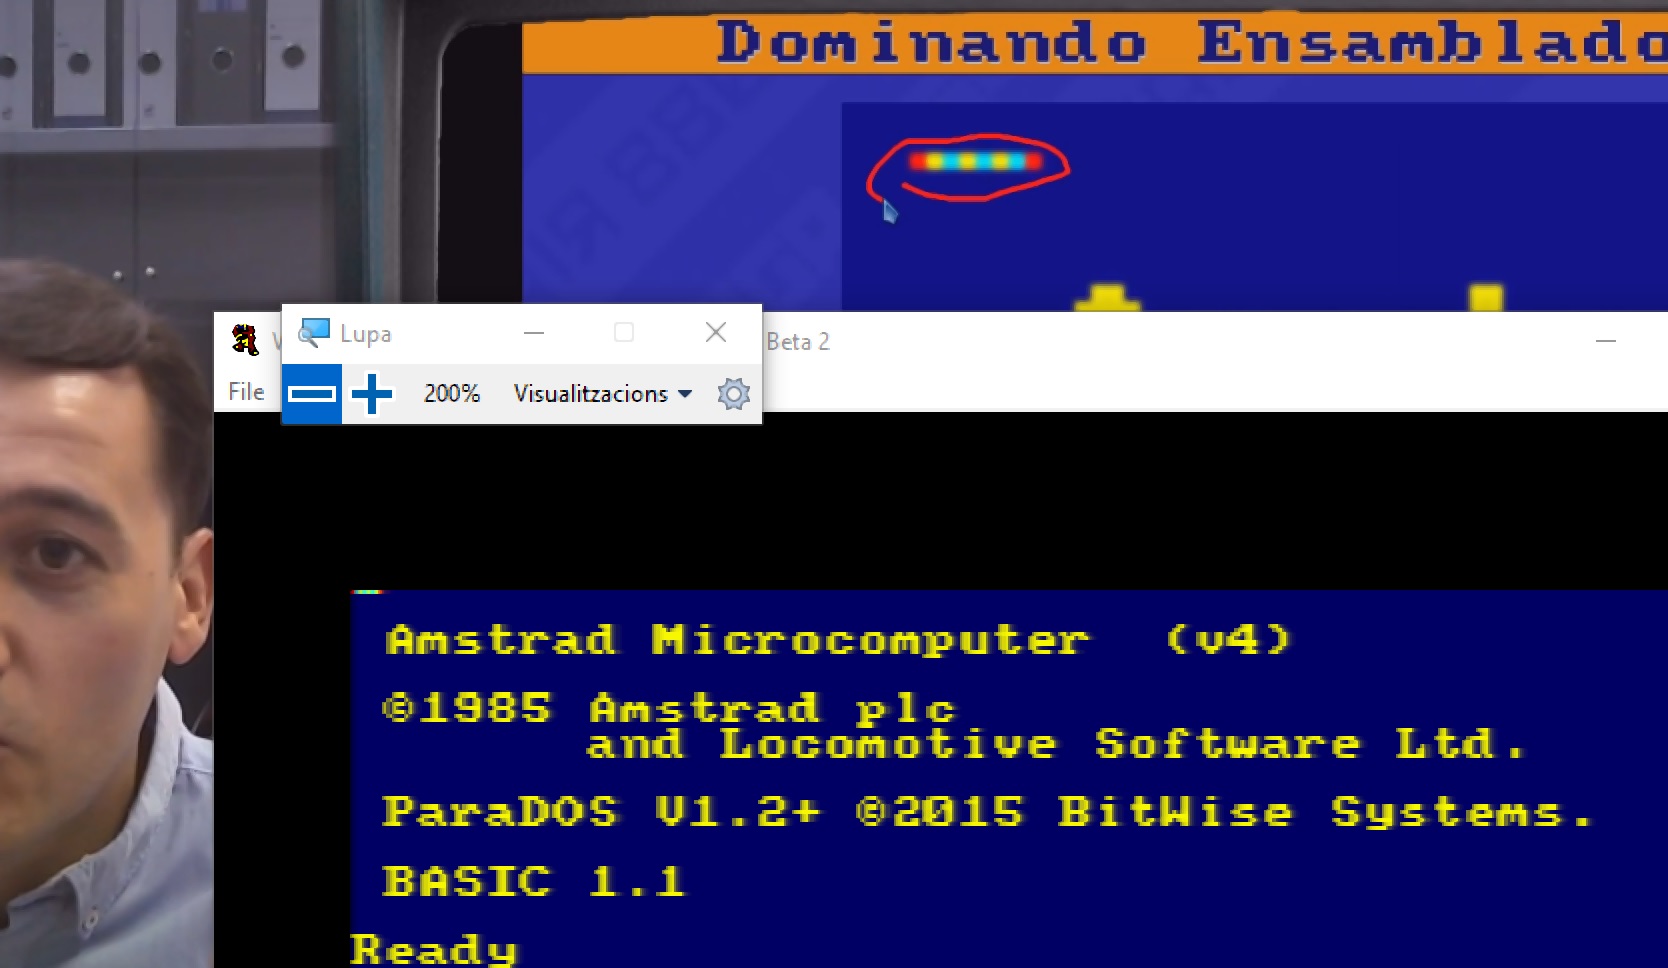 Dominando Ensamblado
Lupa
Beta 2
File
200%
Visualitzacions
Amstrad Microcomputer (v4)
©1985 Amstrad plc
and Locomotive Software Ltd.
ParaDOS V1.2+ ©2015 BitWise Systems.
BASIC 1.1
Ready